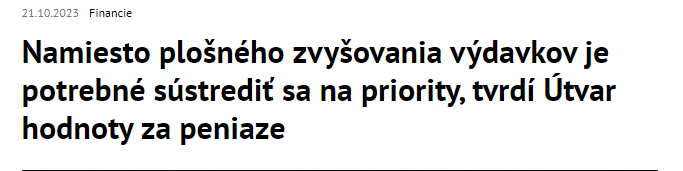 21.10.2023 Financie
Namiesto plošného zvyšovania výdavkov je
potrebné sústrediť sa na priority, tvrdí Útvar
hodnoty za peniaze